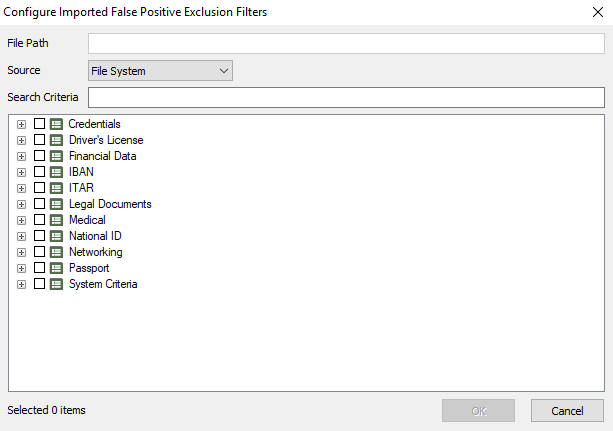 Configure Imported False Positive Exclusion Filters
File Path
Source File System
Search Criteria
Credentials
Driver's License
Financial Data
IBAN
ITAR
Legal Documents
Medical
National ID
Networking
Passport
System Criteria
Selected 0 items OK Cancel